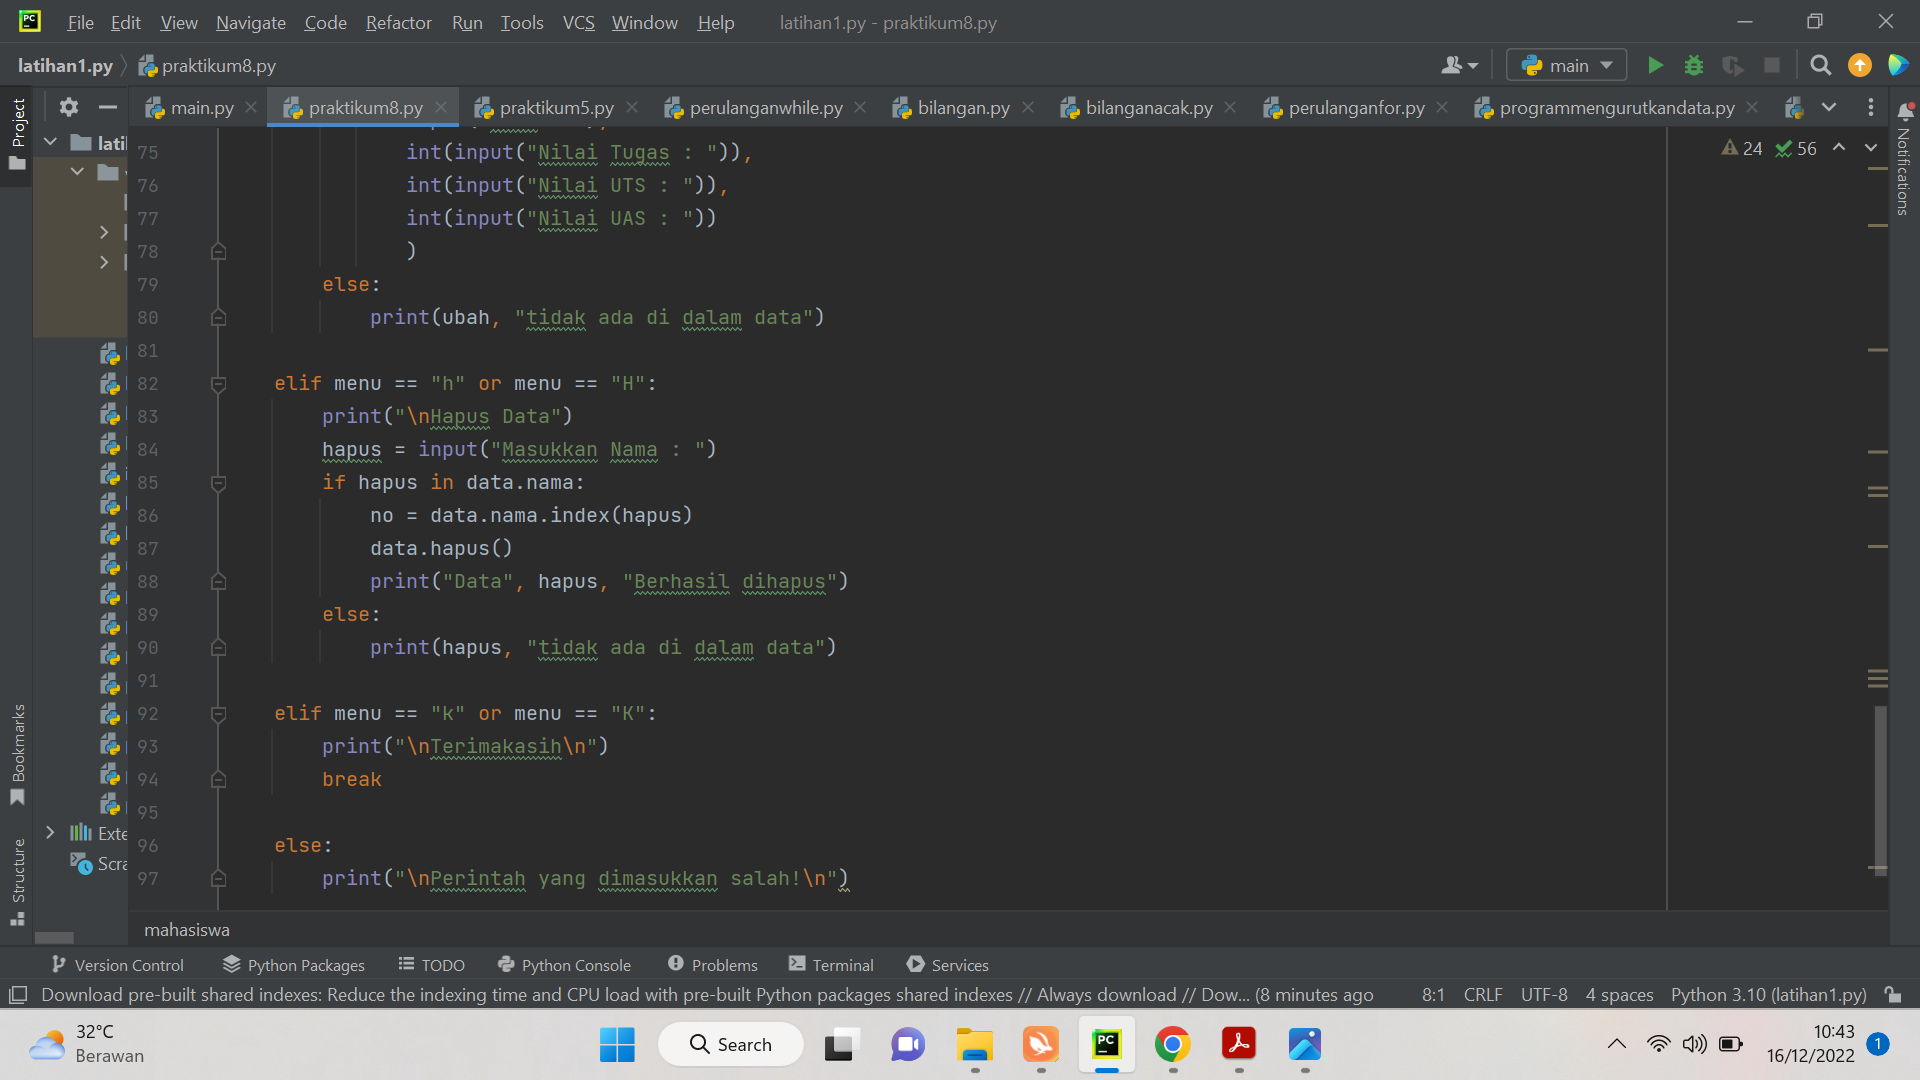 File Edit View Navigate Code Refactor Run Tools VCS Window Help latihan1.py - praktikum8.py
latihan1.py praktikum8.py main
main.py praktikum8.py praktikum5.py perulanganwhile.py bilangan.py bilanganacak.py perulanganfor.py programmengurutkandata.py
Project
lati
Notifications
24 56
75 int(input("Nilai Tugas : ")),
76 int(input("Nilai UTS : ")),
77 int(input("Nilai UAS : "))
78 )
79 else:
80 print(ubah, "tidak ada di dalam data")
81
82 elif menu == "h" or menu == "H":
83 print("\nHapus Data")
84 hapus = input("Masukkan Nama : ")
85 if hapus in data.nama:
86 no = data.nama.index(hapus)
87 data.hapus()
88 print("Data", hapus, "Berhasil dihapus")
89 else:
90 print(hapus, "tidak ada di dalam data")
91
92 elif menu == "k" or menu == "K":
93 print("\nTerimakasih\n")
94 break
95
96 else:
97 print("\nPerintah yang dimasukkan salah!\n")
Exte
Scra
Bookmarks
Structure
mahasiswa
Version Control Python Packages TODO Python Console Problems Terminal Services
Download pre-built shared indexes: Reduce the indexing time and CPU load with pre-built Python packages shared indexes // Always download // Dow... (8 minutes ago 8:1 CRLF UTF-8 4 spaces Python 3.10 (latihan1.py)
32°C
Berawan
Search
PC
10:43
16/12/2022
1